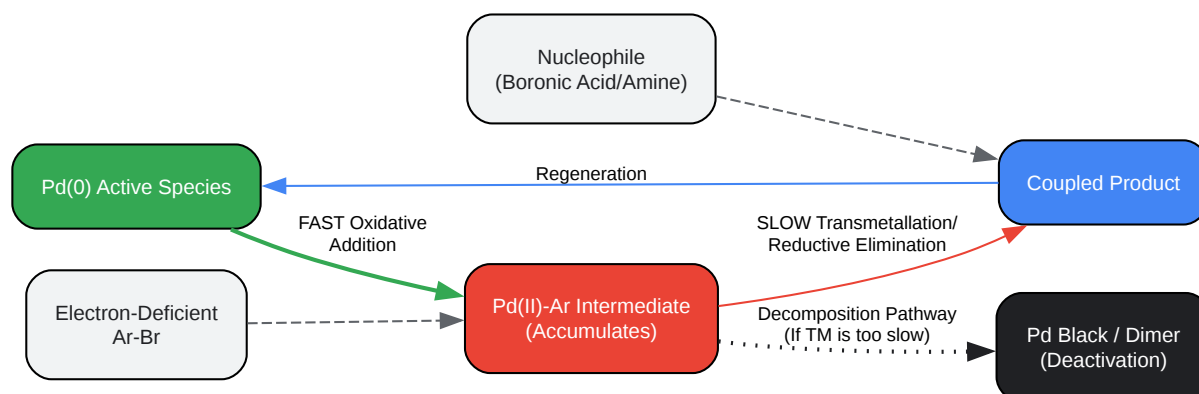 Nucleophile
(Boronic Acid/Amine)
Pd(0) Active Species
Regeneration
Coupled Product
FAST Oxidative
Addition
SLOW Transmetallation/
Reductive Elimination
Electron-Deficient
Ar-Br
Pd(II)-Ar Intermediate
(Accumulates)
Decomposition Pathway
(If TM is too slow)
Pd Black / Dimer
(Deactivation)